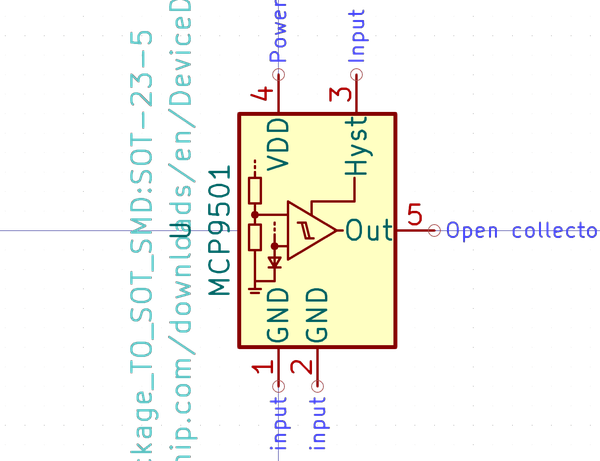 Power
Input
4
3
VDD
Hyst
ckage_TO_SOT_SMD:SOT-23-5
hip.com/downloads/en/DeviceD
U
MCP9501
Out
5
Open collecto
GND
GND
1
2
input
input